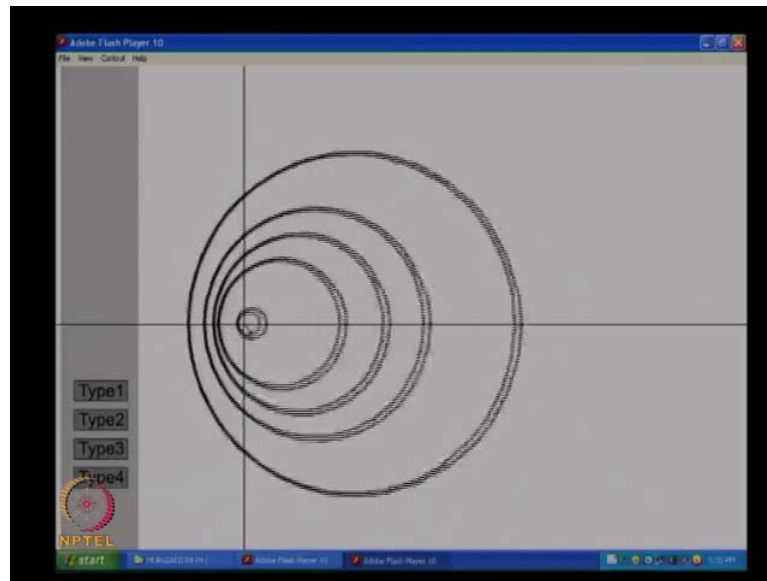 Adobe Flash Player 10
File View Control Help
Type1
Type2
Type3
Type4
NPTEL
start
Adobe Flash Player 10
Adobe Flash Player 10